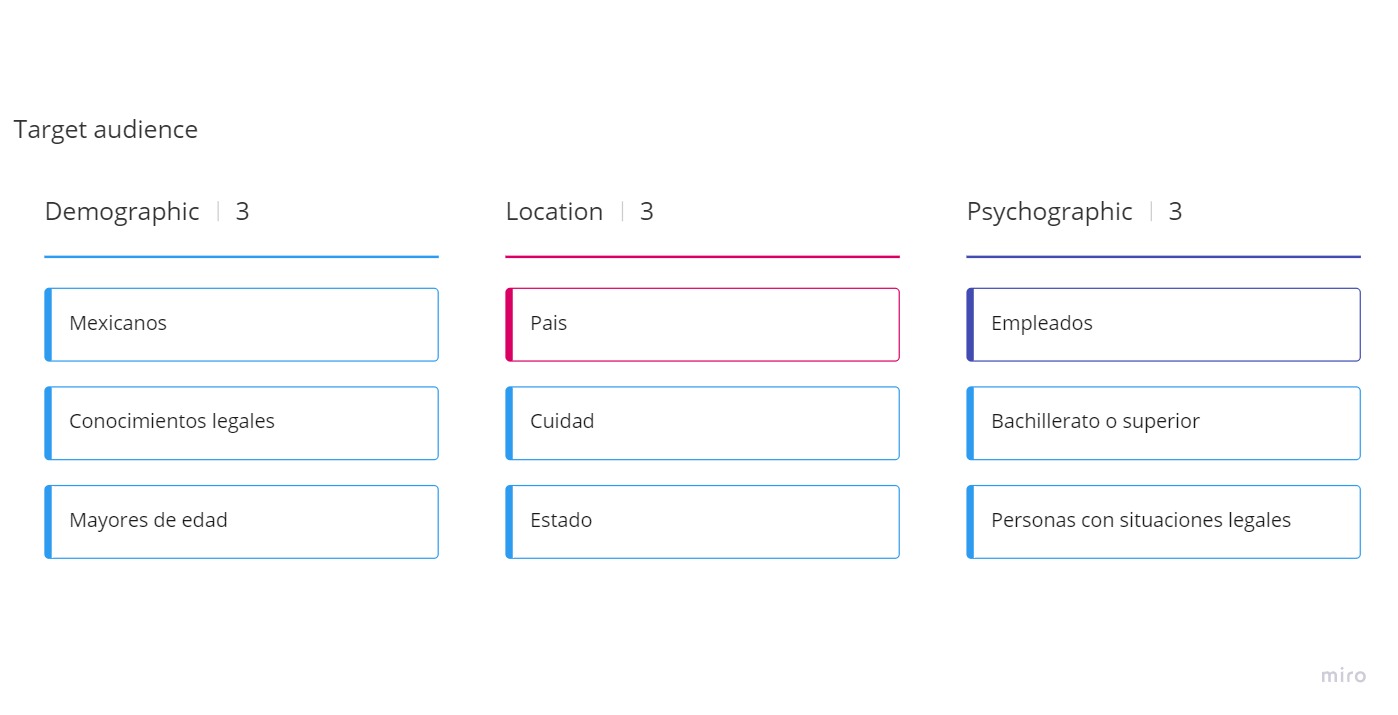 Target audience
Demographic | 3
Location | 3
Psychographic | 3
Mexicanos
Pais
Empleados
Conocimientos legales
Cuidad
Bachillerato o superior
Mayores de edad
Estado
Personas con situaciones legales
miro